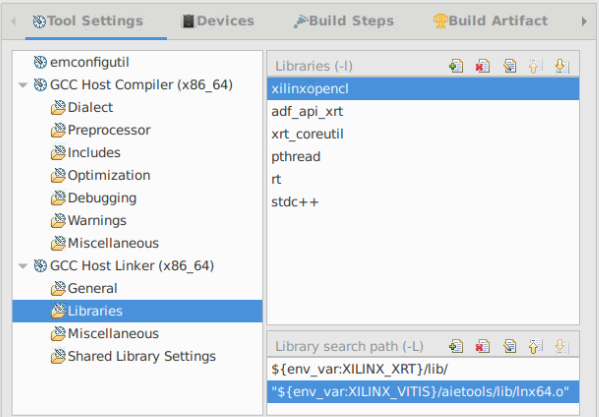 Tool Settings
Devices
Build Steps
Build Artifact
emconfigutil
GCC Host Compiler (x86_64)
Dialect
Preprocessor
Includes
Optimization
Debugging
Warnings
Miscellaneous
GCC Host Linker (x86_64)
General
Libraries
Miscellaneous
Shared Library Settings
Libraries (-l)
xilinxopencl
adf_api_xrt
xrt_coreutil
pthread
rt
stdc++
Library search path (-L)
${env_var:XILINX_XRT}/lib/
"${env_var:XILINX_VITIS}/aietools/lib/lnx64.o"